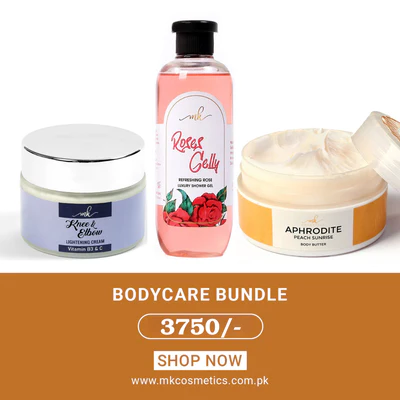 mk
Knee &
Elbow
LIGHTENING CREAM
Vitamin B3 & C
mk
Roses
Gelly
REFRESHING ROSE
LUXURY SHOWER GEL
mk
APHRODITE
PEACH SUNRISE
BODY BUTTER
BODYCARE BUNDLE
3750/-
SHOP NOW
www.mkcosmetics.com.pk